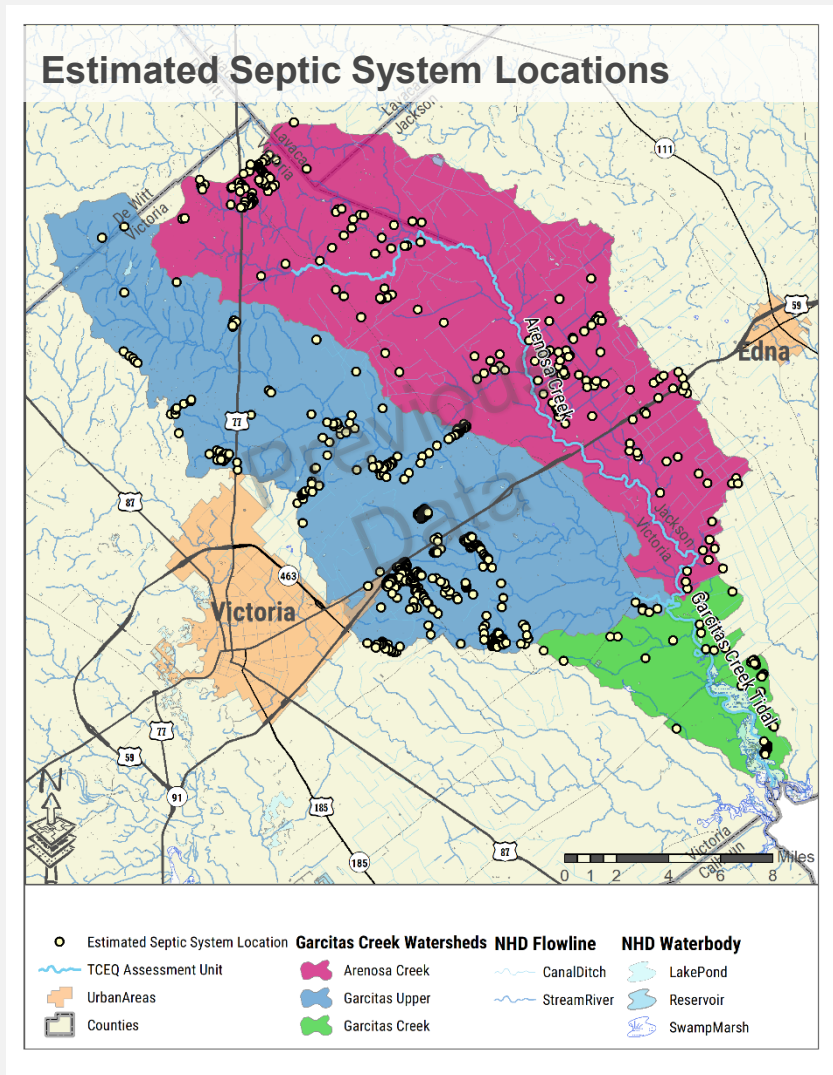 Estimated Septic System Locations
De Witt
Lavaca
Lavaca
Jackson
Victoria
De Witt
Victoria
111
59
Edna
Arenosa Creek
77
Previous
Data
87
Jackson
Victoria
463
Victoria
Garcitas Creek Tidal
77
59
91
185
185
87
Victoria
Calhoun
N
Miles
0 1 2 4 6 8
Estimated Septic System Location
TCEQ Assessment Unit
UrbanAreas
Counties
Garcitas Creek Watersheds
Arenosa Creek
Garcitas Upper
Garcitas Creek
NHD Flowline
CanalDitch
StreamRiver
NHD Waterbody
LakePond
Reservoir
SwampMarsh